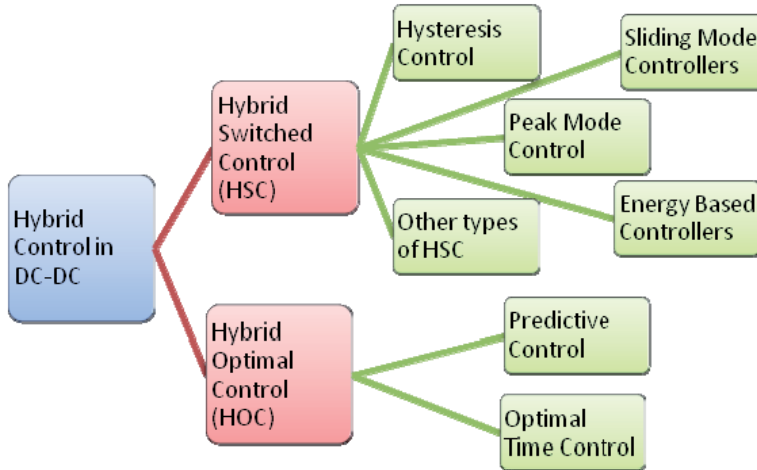 Hybrid
Control in
DC-DC
Hybrid
Switched
Control
(HSC)
Hysteresis
Control
Sliding Mode
Controllers
Peak Mode
Control
Energy Based
Controllers
Other types
of HSC
Hybrid
Optimal
Control
(HOC)
Predictive
Control
Optimal
Time Control